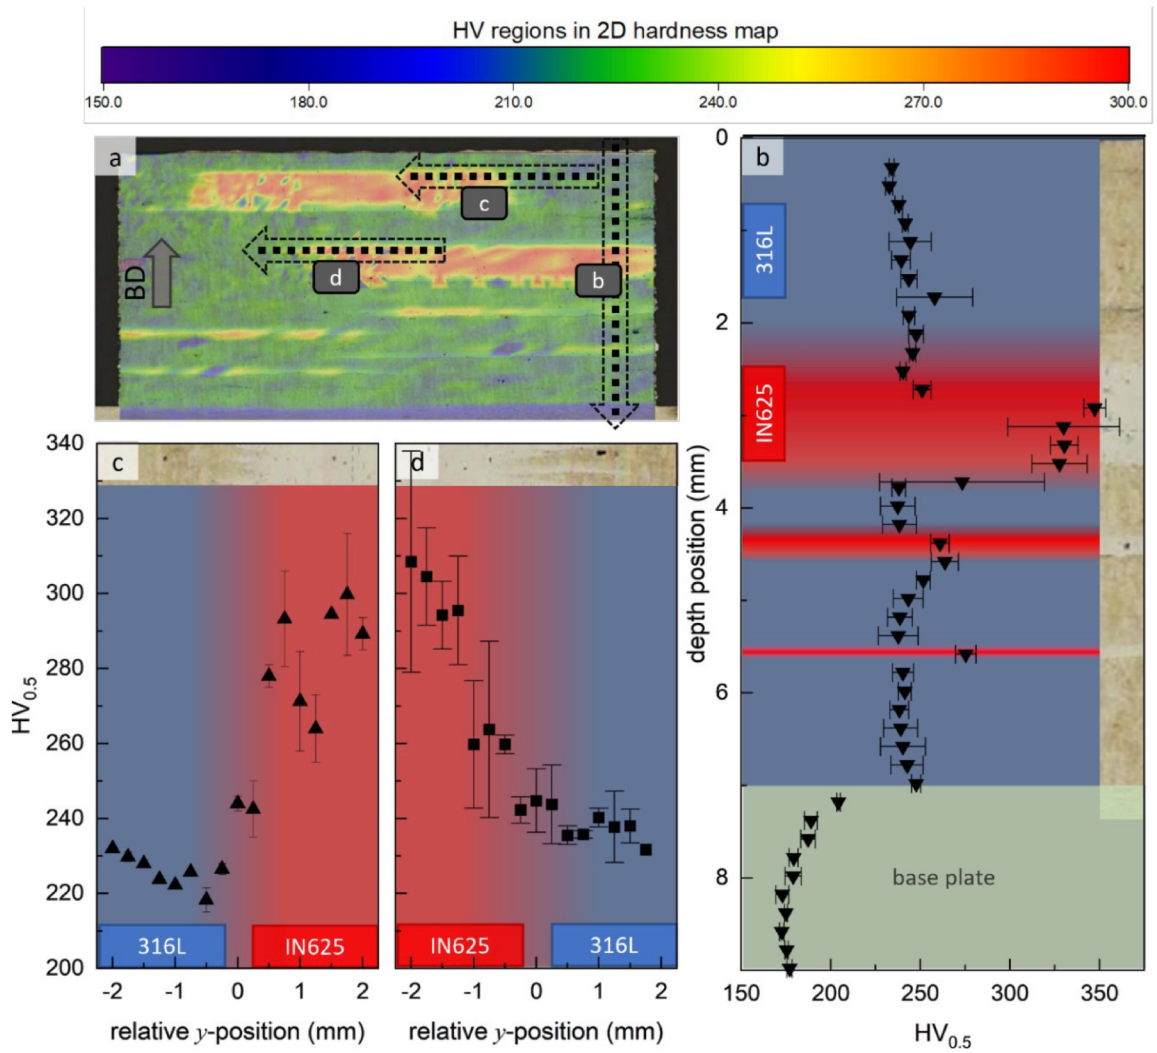 HV regions in 2D hardness map
150.0 180.0 210.0 240.0 270.0 300.0
a
c
d
b
BD
b
0
2
4
6
8
depth position (mm)
316L
IN625
base plate
150 200 250 300 350
HV0.5
c
340
320
300
280
260
240
220
200
HV0.5
316L IN625
-2 -1 0 1 2
relative y-position (mm)
d
IN625 316L
-2 -1 0 1 2
relative y-position (mm)